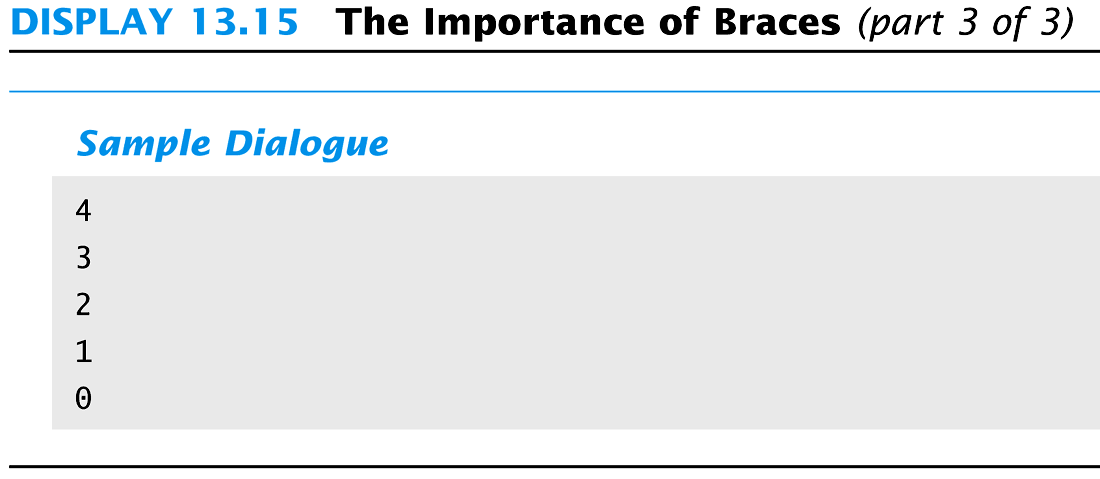 DISPLAY 13.15 The Importance of Braces (part 3 of 3)
Sample Dialogue
4
3
2
1
0